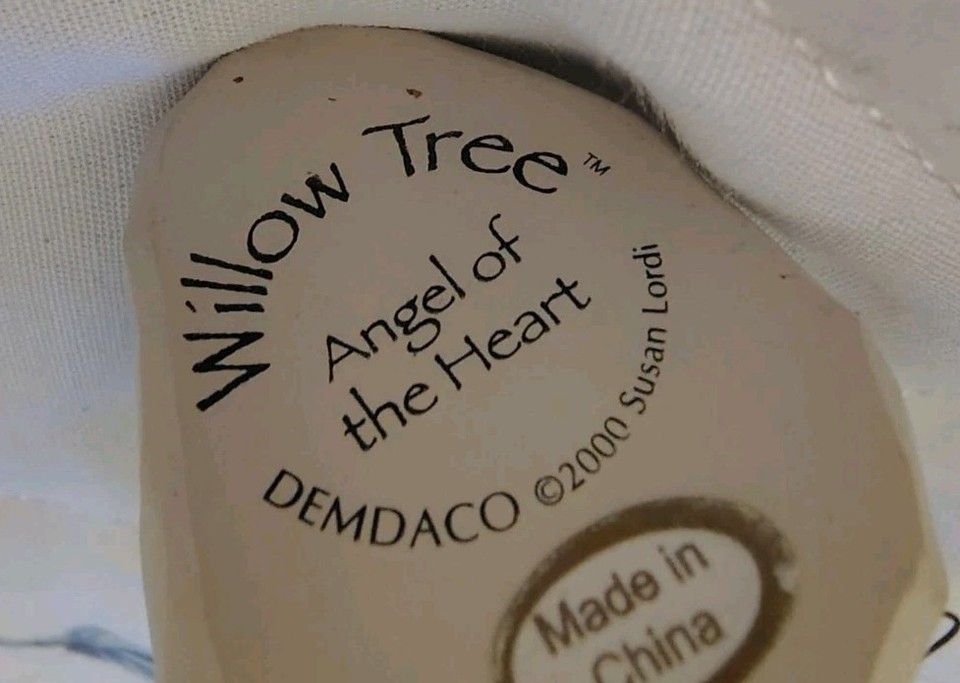 Willow Tree™
Angel of
the Heart
DEMDACO ©2000 Susan Lordi
Made in
China